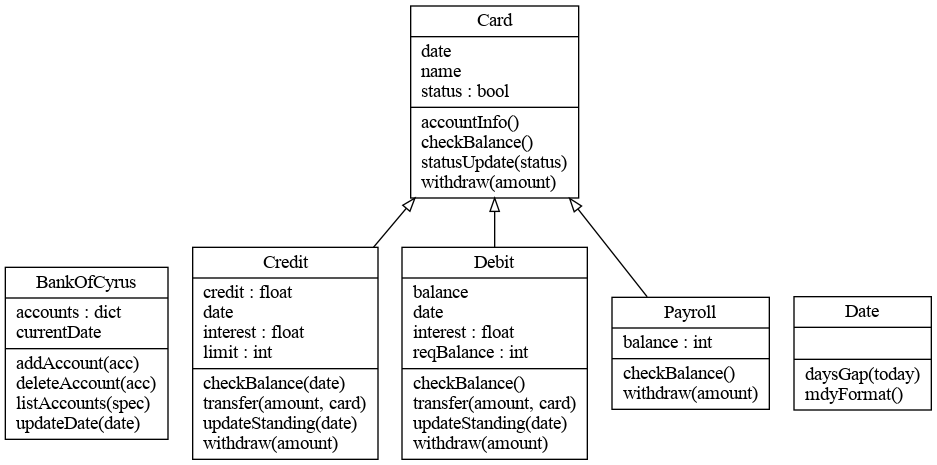 Card
date
name
status : bool
accountInfo()
checkBalance()
statusUpdate(status)
withdraw(amount)
BankOfCyrus
accounts : dict
currentDate
addAccount(acc)
deleteAccount(acc)
listAccounts(spec)
updateDate(date)
Credit
credit : float
date
interest : float
limit : int
checkBalance(date)
transfer(amount, card)
updateStanding(date)
withdraw(amount)
Debit
balance
date
interest : float
reqBalance : int
checkBalance()
transfer(amount, card)
updateStanding(date)
withdraw(amount)
Payroll
balance : int
checkBalance()
withdraw(amount)
Date
daysGap(today)
mdyFormat()